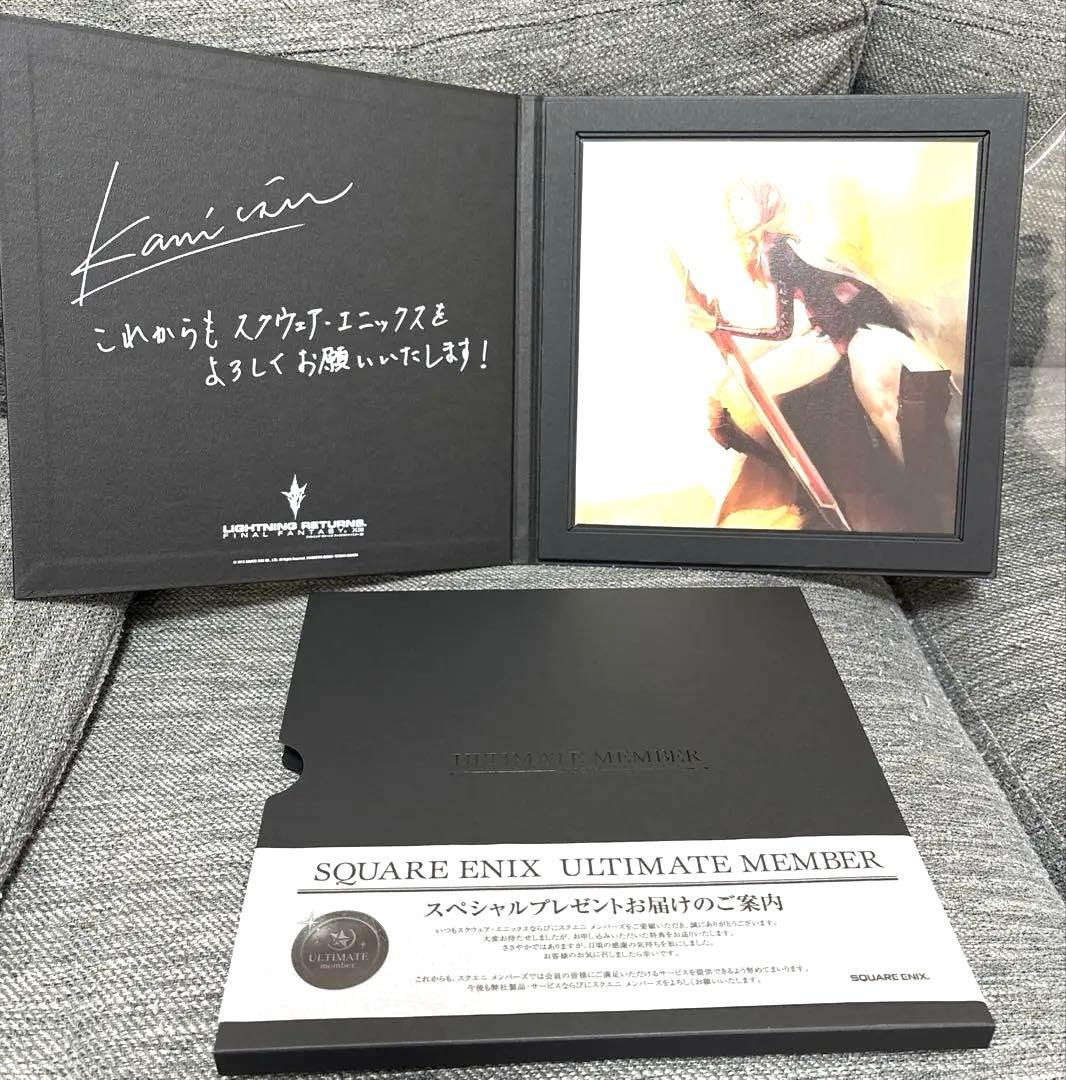 Kamikokuryo
これからも スクウェア・エニックスを
よろしく お願いいたします!
LIGHTNING RETURNS
FINAL FANTASY XIII
ULTIMATE MEMBER
SQUARE ENIX ULTIMATE MEMBER
スペシャルプレゼントお届けのご案内
いつもスクウェア・エニックスならびにスクエニ メンバーズをご愛顧いただき、誠にありがとうございます。
大変お待たせしましたが、お申し込みいただいた特典をお送りいたします。
ささやかではありますが、日頃の感謝の気持ちを形にしました。
お客様のお気に召しましたら幸いです。
ULTIMATE
member
これからも、スクエニ メンバーズでは会員の皆様にご満足いただけるサービスを提供できるよう努めてまいります。
今後も弊社製品・サービスならびにスクエニ メンバーズをよろしくお願いいたします。
SQUARE ENIX